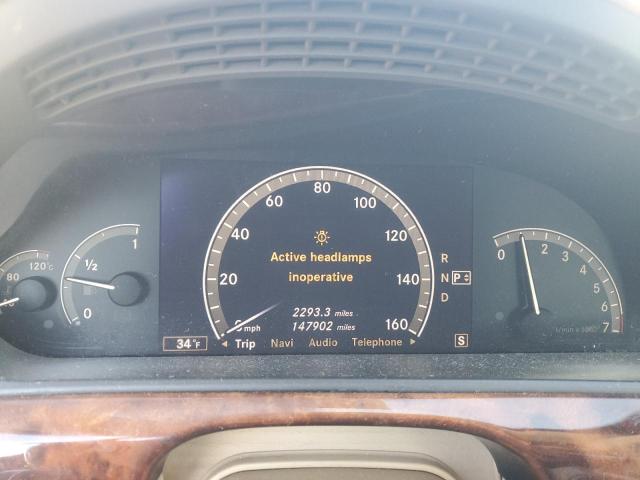 80 120°C
1
1/2
0
0 mph 20 40 60 80 100 120 140 160
Active headlamps
inoperative
2293.3 miles
147902 miles
R
N P
D
34°F
Trip Navi Audio Telephone
S
0 1 2 3 4 5 6 7